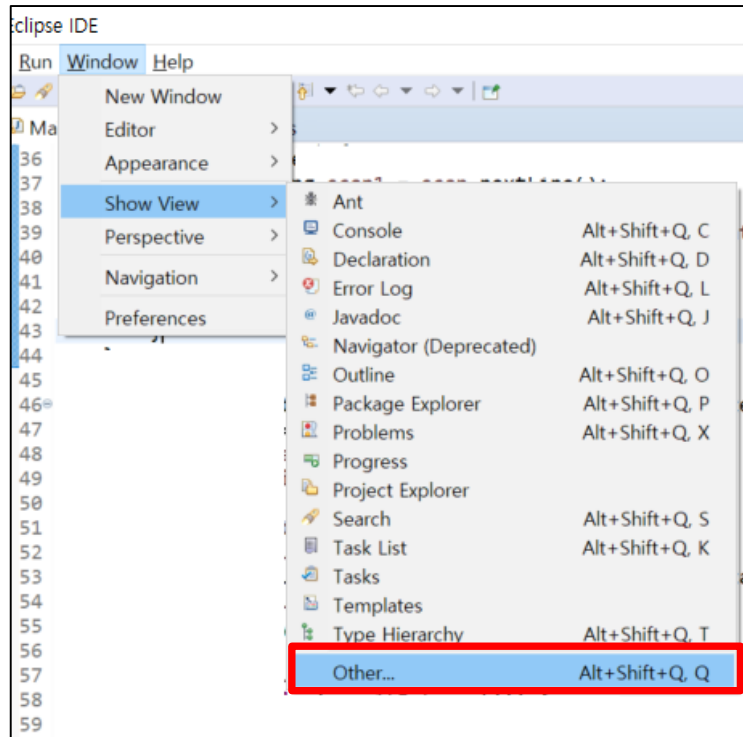 Eclipse IDE
Run Window Help
New Window
Editor
Appearance
Show View
Perspective
Navigation
Preferences
Ant
Console Alt+Shift+Q, C
Declaration Alt+Shift+Q, D
Error Log Alt+Shift+Q, L
Javadoc Alt+Shift+Q, J
Navigator (Deprecated)
Outline Alt+Shift+Q, O
Package Explorer Alt+Shift+Q, P
Problems Alt+Shift+Q, X
Progress
Project Explorer
Search Alt+Shift+Q, S
Task List Alt+Shift+Q, K
Tasks
Templates
Type Hierarchy Alt+Shift+Q, T
Other... Alt+Shift+Q, Q
Ma
36
37
38
39
40
41
42
43
44
45
46
47
48
49
50
51
52
53
54
55
56
57
58
59